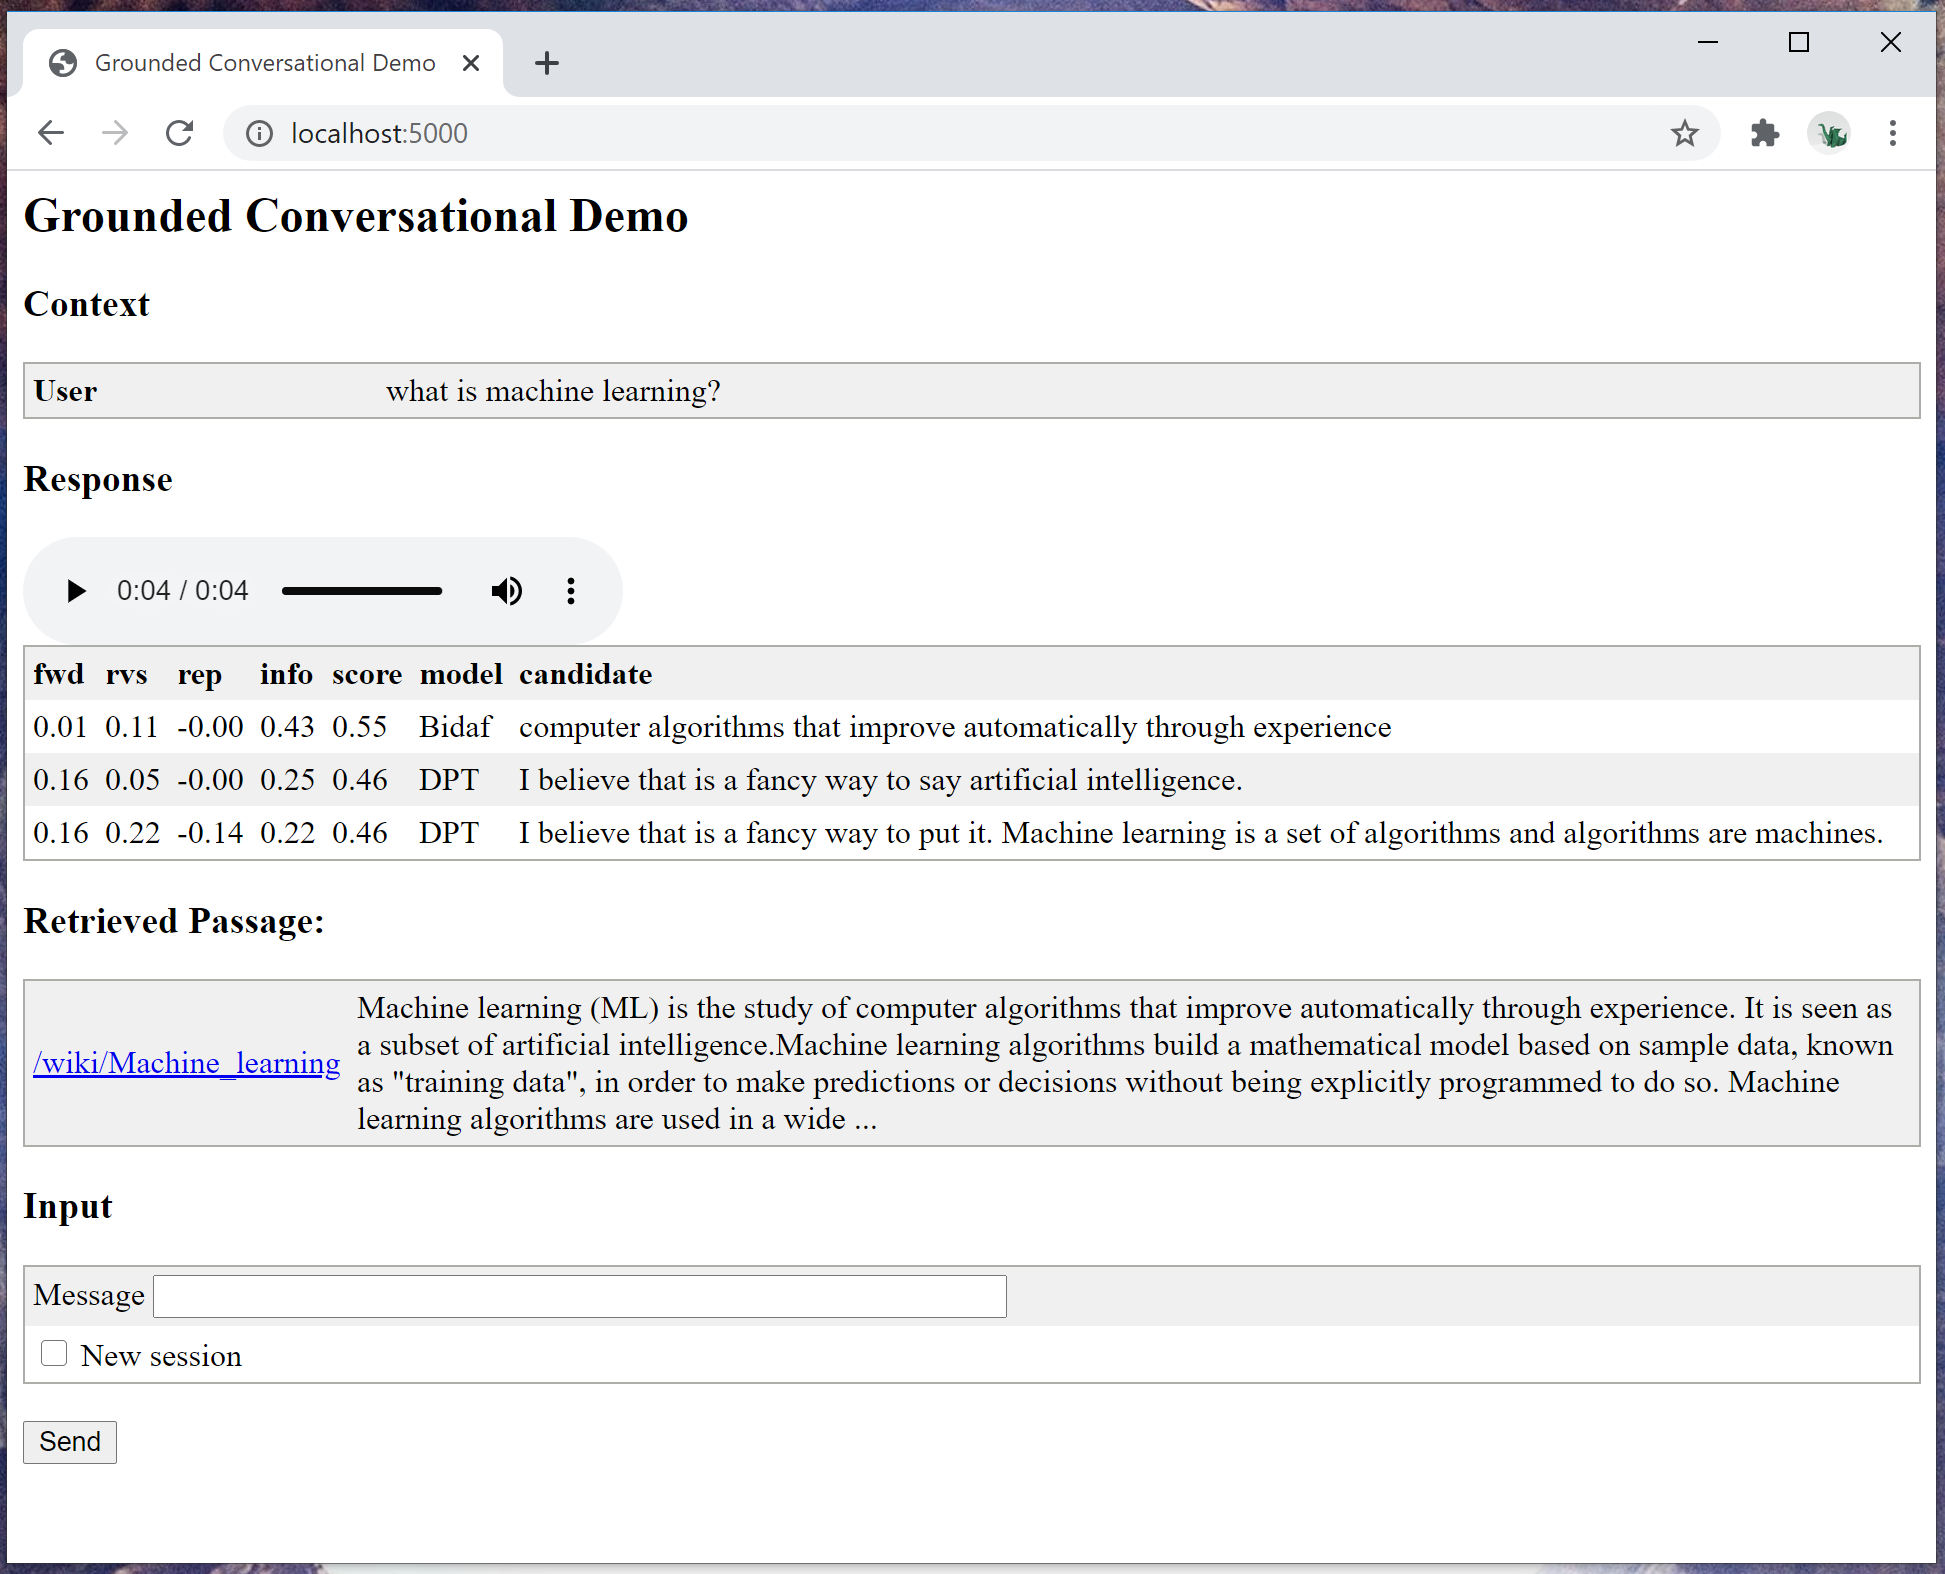 Grounded Conversational Demo
localhost:5000
Grounded Conversational Demo
Context
User what is machine learning?
Response
0:04 / 0:04
fwd rvs rep info score model candidate
0.01 0.11 -0.00 0.43 0.55 Bidaf computer algorithms that improve automatically through experience
0.16 0.05 -0.00 0.25 0.46 DPT I believe that is a fancy way to say artificial intelligence.
0.16 0.22 -0.14 0.22 0.46 DPT I believe that is a fancy way to put it. Machine learning is a set of algorithms and algorithms are machines.
Retrieved Passage:
/wiki/Machine_learning
Machine learning (ML) is the study of computer algorithms that improve automatically through experience. It is seen as
a subset of artificial intelligence.Machine learning algorithms build a mathematical model based on sample data, known
as "training data", in order to make predictions or decisions without being explicitly programmed to do so. Machine
learning algorithms are used in a wide ...
Input
Message
New session
Send